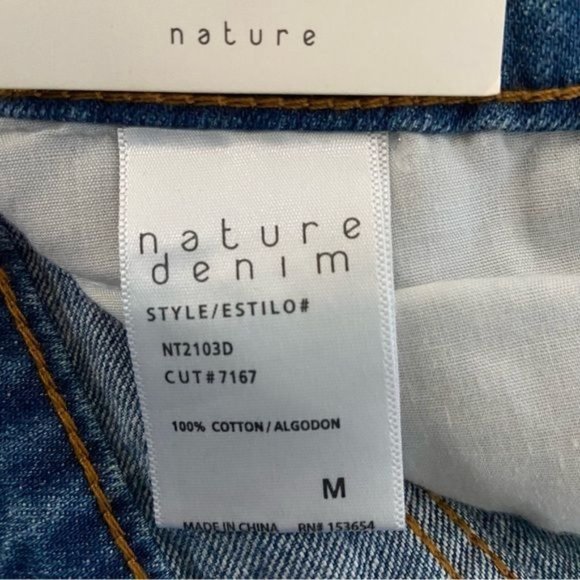 nature
nature
denim
STYLE/ESTILO#
NT2103D
CUT#7167
100% COTTON/ALGODON
M
MADE IN CHINA RN# 153654